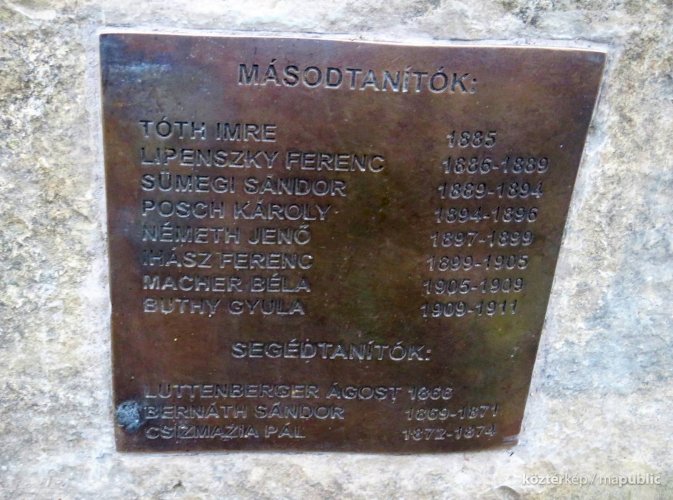 MÁSODTANÍTÓK:
TÓTH IMRE 1885
LIPENSZKY FERENC 1886-1889
SÜMEGI SÁNDOR 1889-1894
POSCH KÁROLY 1894-1896
NÉMETH JENŐ 1897-1899
IHÁSZ FERENC 1899-1905
MACHER BÉLA 1905-1909
BUTHY GYULA 1909-1911
SEGÉDTANÍTÓK:
LUTTENBERGER ÁGOST 1866
BERNÁTH SÁNDOR 1869-1871
CSIZMAZIA PÁL 1872-1874
köztérkép / mapublic